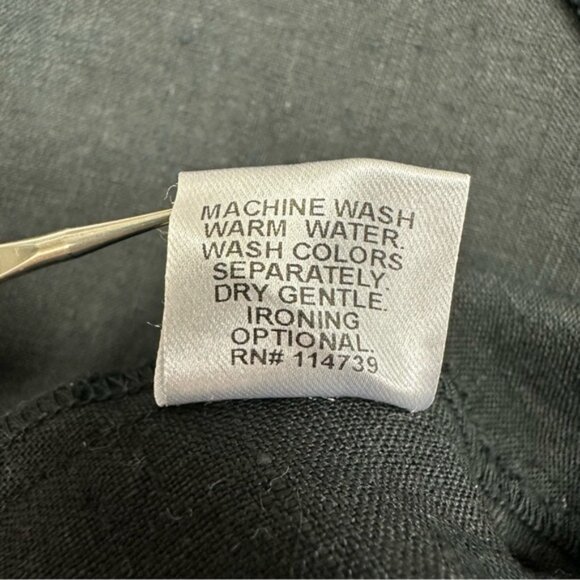 MACHINE WASH
WARM WATER.
WASH COLORS
SEPARATELY.
DRY GENTLE.
IRONING
OPTIONAL.
RN# 114739